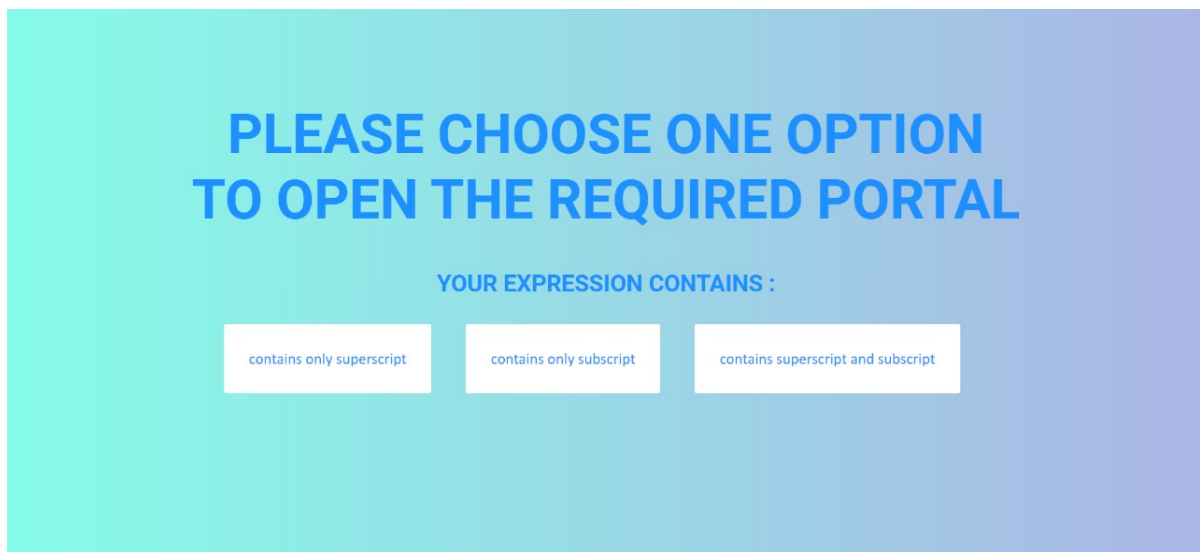 PLEASE CHOOSE ONE OPTION
TO OPEN THE REQUIRED PORTAL
YOUR EXPRESSION CONTAINS :
contains only superscript
contains only subscript
contains superscript and subscript